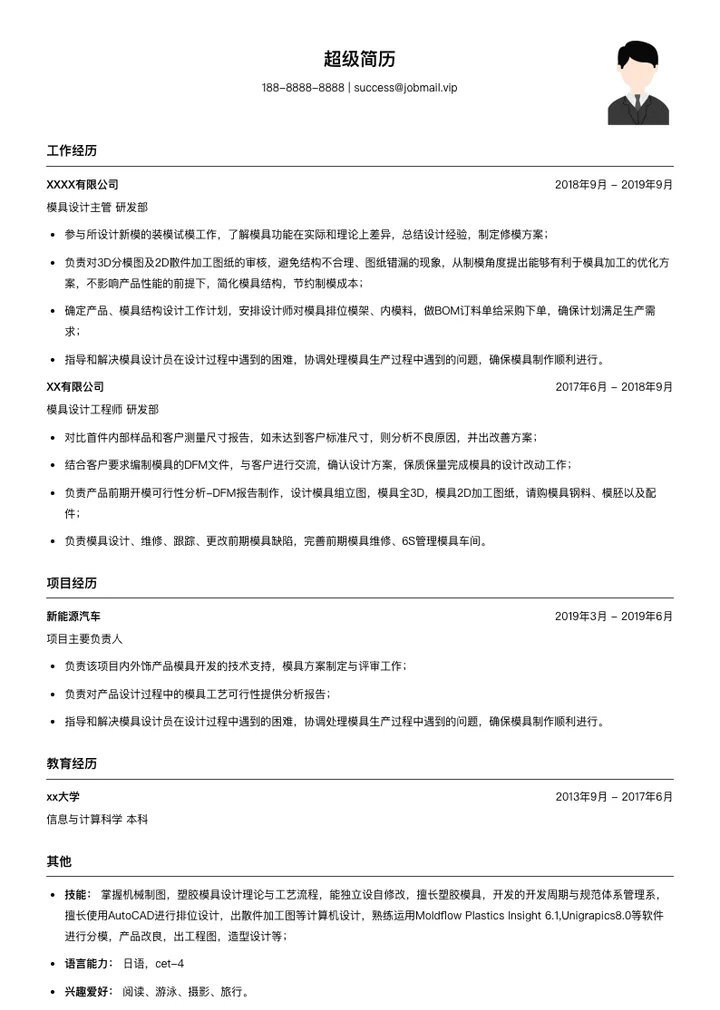 超级简历
188-8888-8888 | success@jobmail.vip
工作经历
XXXX有限公司 2018年9月 – 2019年9月
模具设计主管 研发部
• 参与所设计新模的装模试模工作，了解模具功能在实际和理论上差异，总结设计经验，制定修模方案；
• 负责对3D分模图及2D散件加工图纸的审核，避免结构不合理、图纸错漏的现象，从制模角度提出能够有利于模具加工的优化方
案，不影响产品性能的前提下，简化模具结构，节约制模成本；
• 确定产品、模具结构设计工作计划，安排设计师对模具排位模架、内模料，做BOM订料单给采购下单，确保计划满足生产需
求；
• 指导和解决模具设计员在设计过程中遇到的困难，协调处理模具生产过程中遇到的问题，确保模具制作顺利进行。
XX有限公司 2017年6月 – 2018年9月
模具设计工程师 研发部
• 对比首件内部样品和客户测量尺寸报告，如未达到客户标准尺寸，则分析不良原因，并出改善方案；
• 结合客户要求编制模具的DFM文件，与客户进行交流，确认设计方案，保质保量完成模具的设计改动工作；
• 负责产品前期开模可行性分析–DFM报告制作，设计模具组立图，模具全3D，模具2D加工图纸，请购模具钢料、模胚以及配
件；
• 负责模具设计、维修、跟踪、更改前期模具缺陷，完善前期模具维修、6S管理模具车间。
项目经历
新能源汽车 2019年3月 – 2019年6月
项目主要负责人
• 负责该项目内外饰产品模具开发的技术支持，模具方案制定与评审工作；
• 负责对产品设计过程中的模具工艺可行性提供分析报告；
• 指导和解决模具设计员在设计过程中遇到的困难，协调处理模具生产过程中遇到的问题，确保模具制作顺利进行。
教育经历
xx大学 2013年9月 – 2017年6月
信息与计算科学 本科
其他
• 技能： 掌握机械制图，塑胶模具设计理论与工艺流程，能独立设自修改，擅长塑胶模具，开发的开发周期与规范体系管理系，
擅长使用AutoCAD进行排位设计，出散件加工图等计算机设计，熟练运用Moldflow Plastics Insight 6.1,Unigrapics8.0等软件
进行分模，产品改良，出工程图，造型设计等；
• 语言能力： 日语，cet-4
• 兴趣爱好： 阅读、游泳、摄影、旅行。